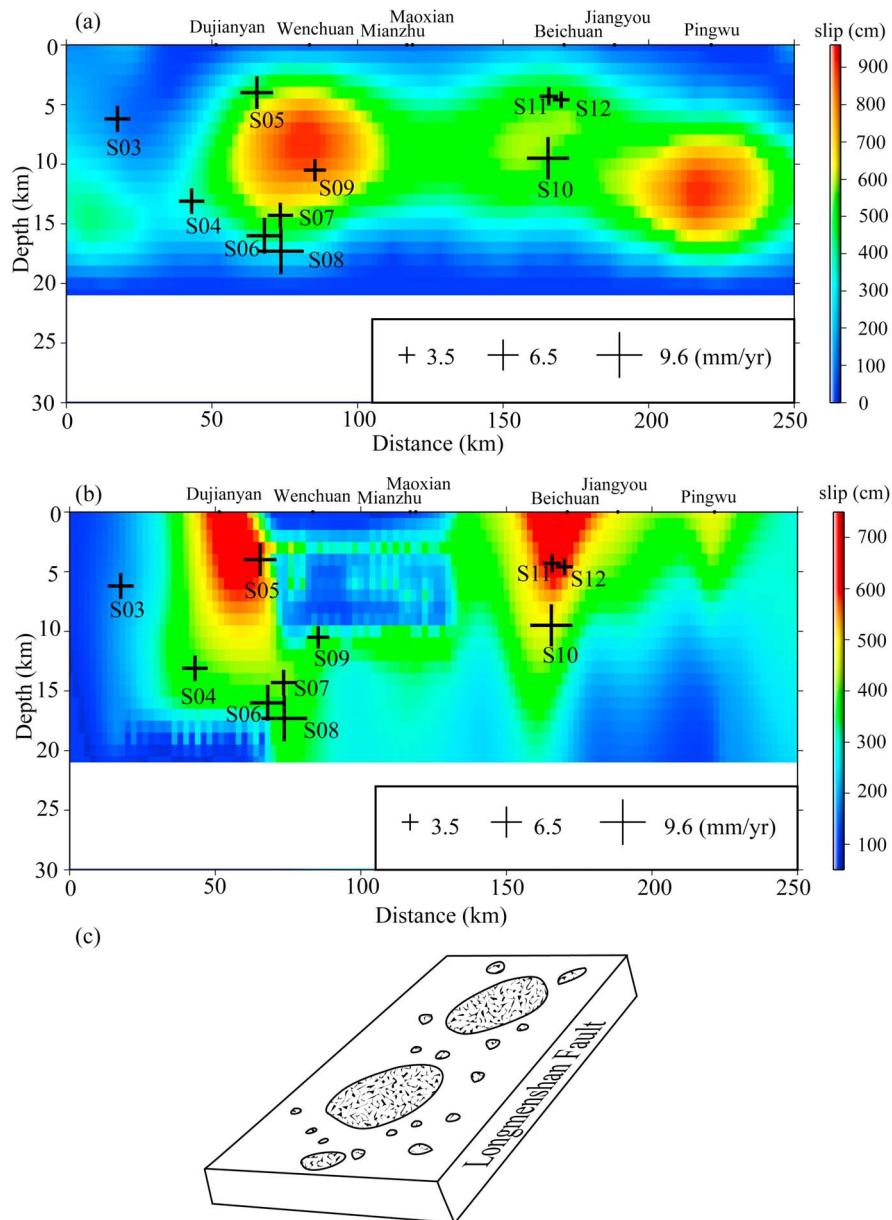 (a)
Maoxian Jiangyou
Dujianyan Wenchuan Mianzhu Beichuan Pingwu slip (cm)
0
5
10
15
20
25
30
Depth (km)
S03
S05
S11
S12
S09
S10
S04
S07
S06
S08
3.5 6.5 9.6 (mm/yr)
0 50 100 150 200 250
Distance (km)
900
800
700
600
500
400
300
200
100
0
(b)
Maoxian Jiangyou
Dujianyan Wenchuan Mianzhu Beichuan Pingwu slip (cm)
0
5
10
15
20
25
30
Depth (km)
S03
S05
S11
S12
S09
S10
S04
S07
S06
S08
3.5 6.5 9.6 (mm/yr)
0 50 100 150 200 250
Distance (km)
700
600
500
400
300
200
100
(c)
Longmenshan Fault